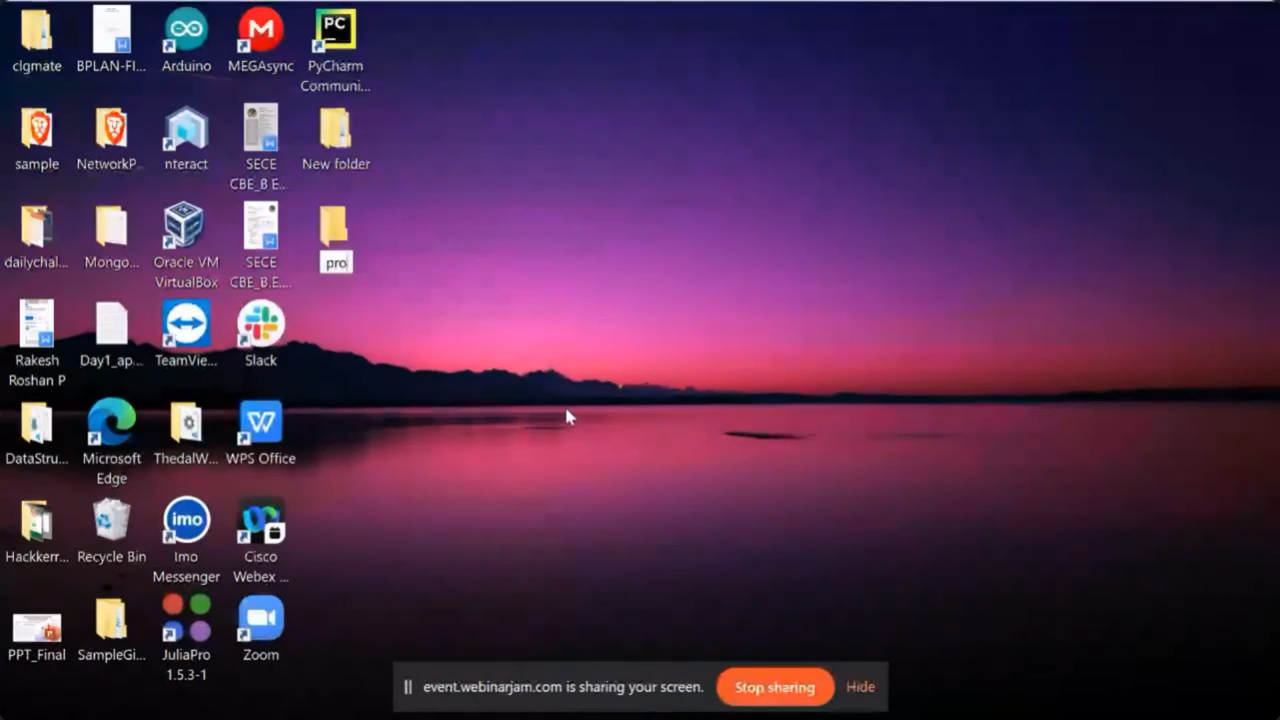 clgmate
BPLAN-FI...
Arduino
MEGAsync
PC
PyCharm
Communi...
sample
NetworkP...
nteract
SECE
CBE_B.E...
New folder
dailychal...
Mongo...
Oracle VM
VirtualBox
SECE
CBE_B.E....
pro
Rakesh
Roshan P
Day1_ap...
TeamVie...
Slack
DataStru...
Microsoft
Edge
ThedalW...
WPS Office
Hackkerr...
Recycle Bin
imo
Imo
Messenger
Cisco
Webex ...
PPT_Final
SampleGi...
JuliaPro
1.5.3-1
Zoom
event.webinarjam.com is sharing your screen.
Stop sharing
Hide